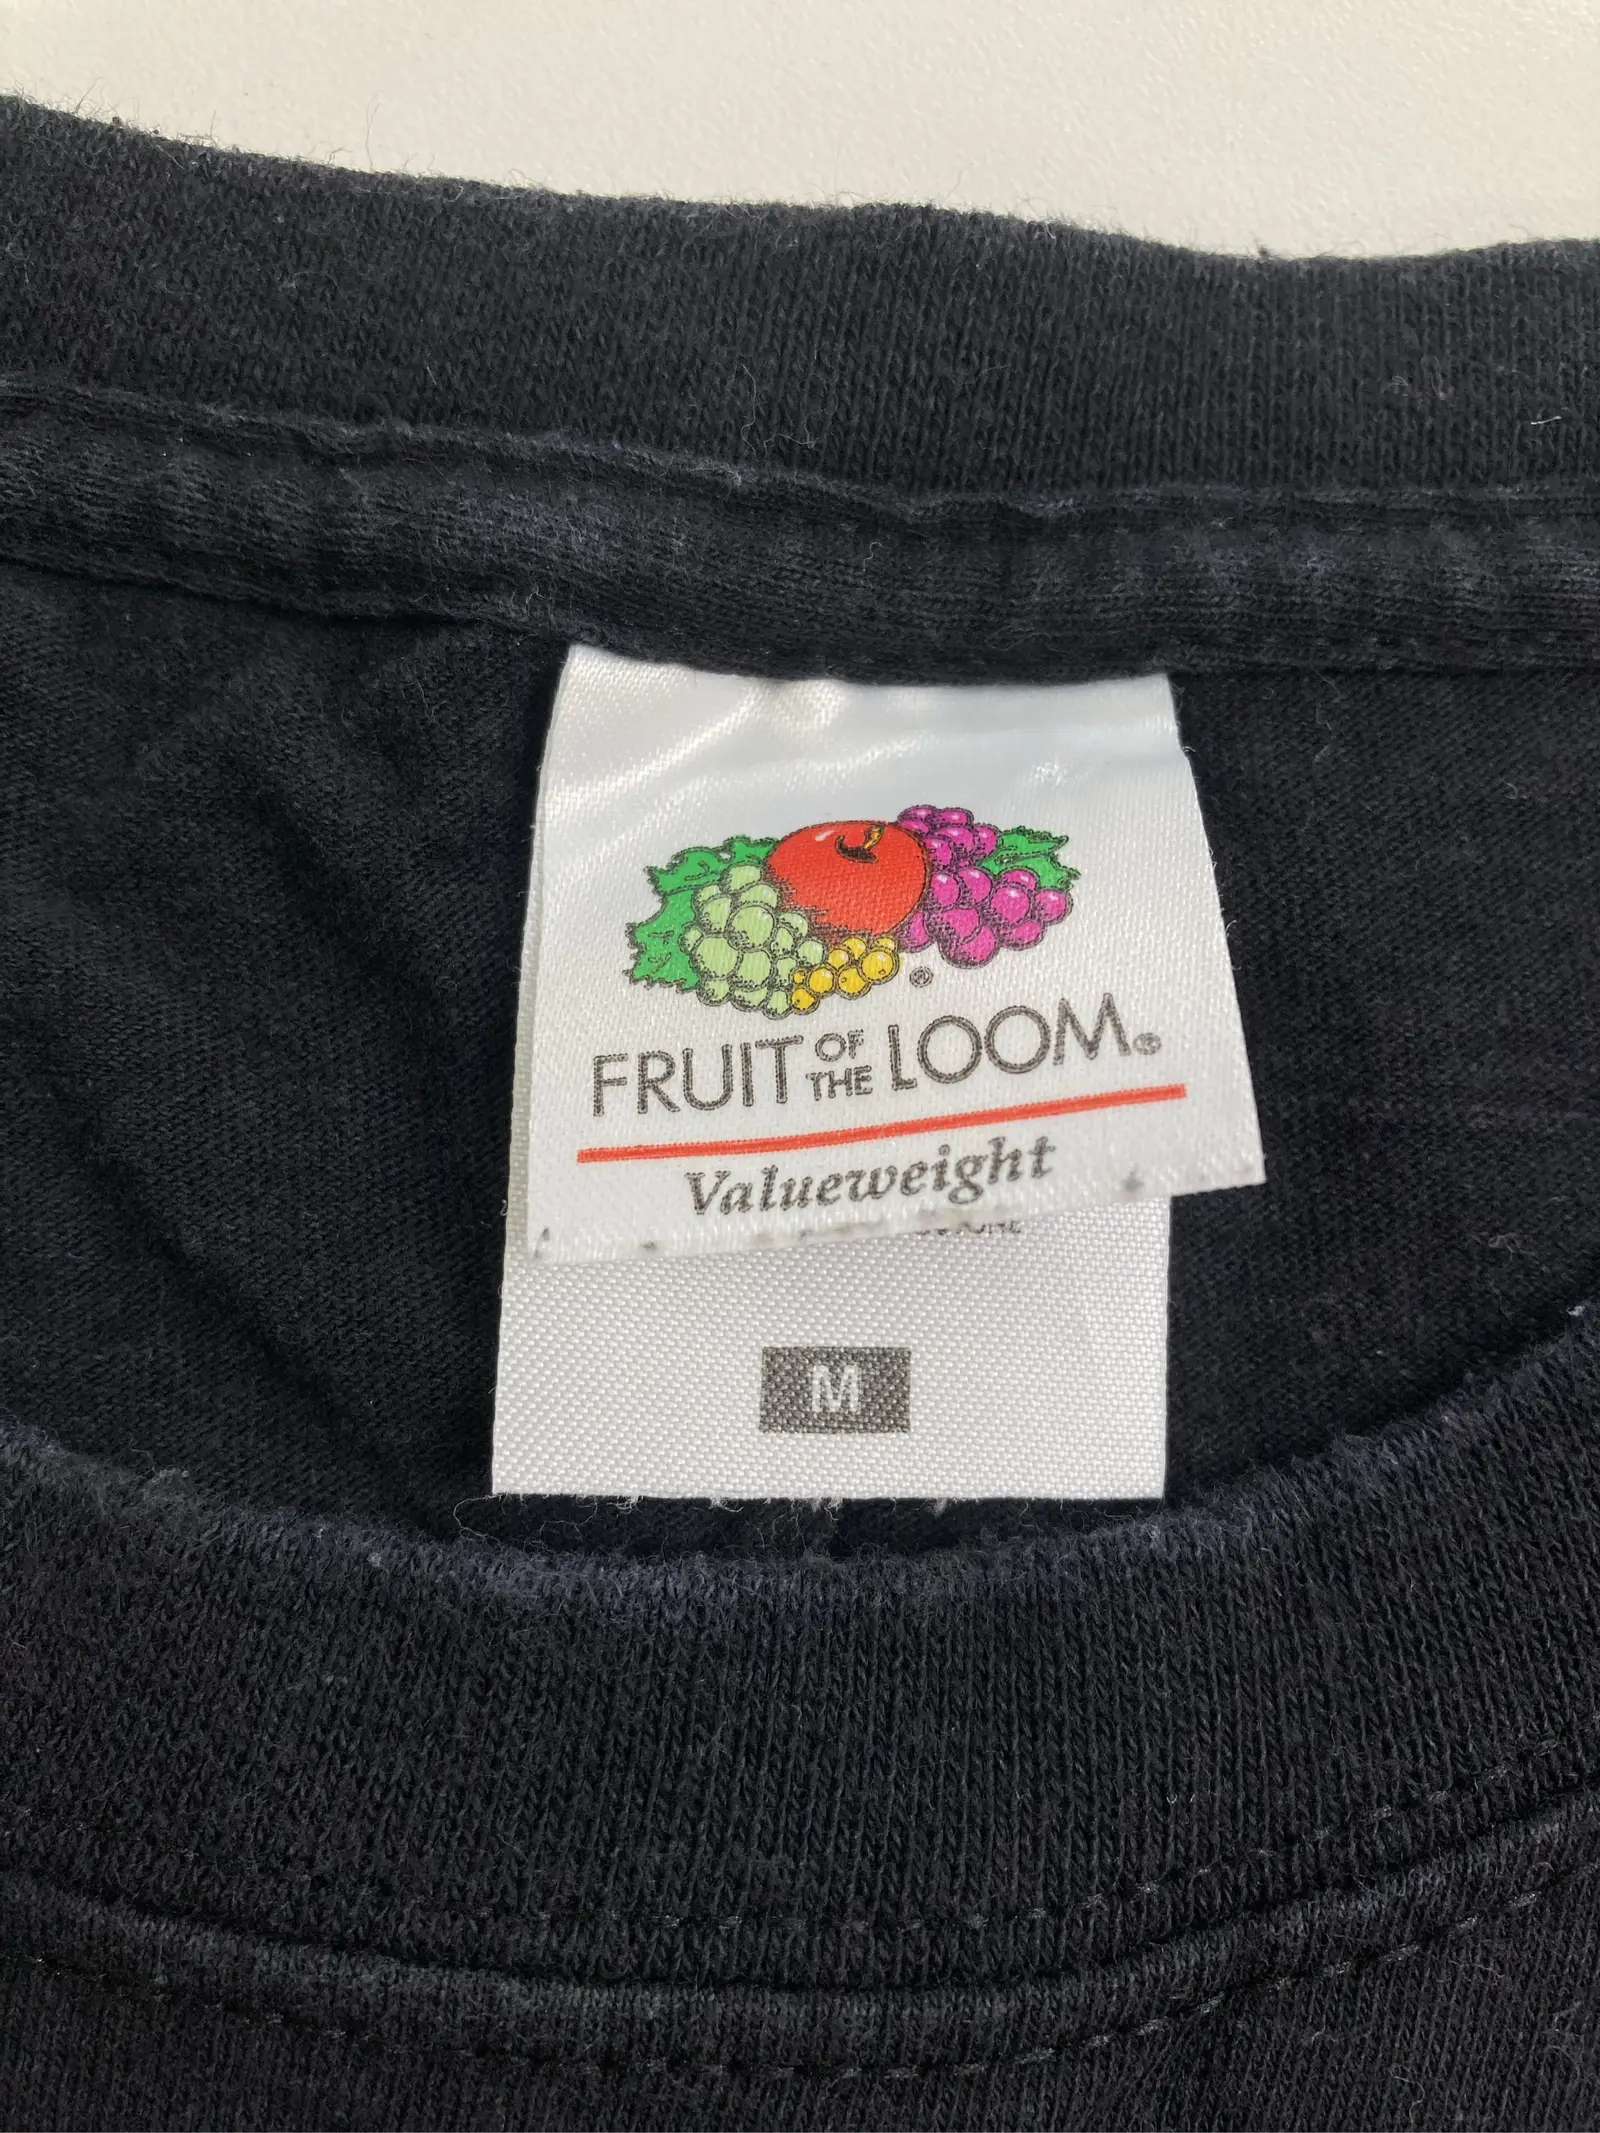 FRUIT OF THE LOOM®
Valueweight
M